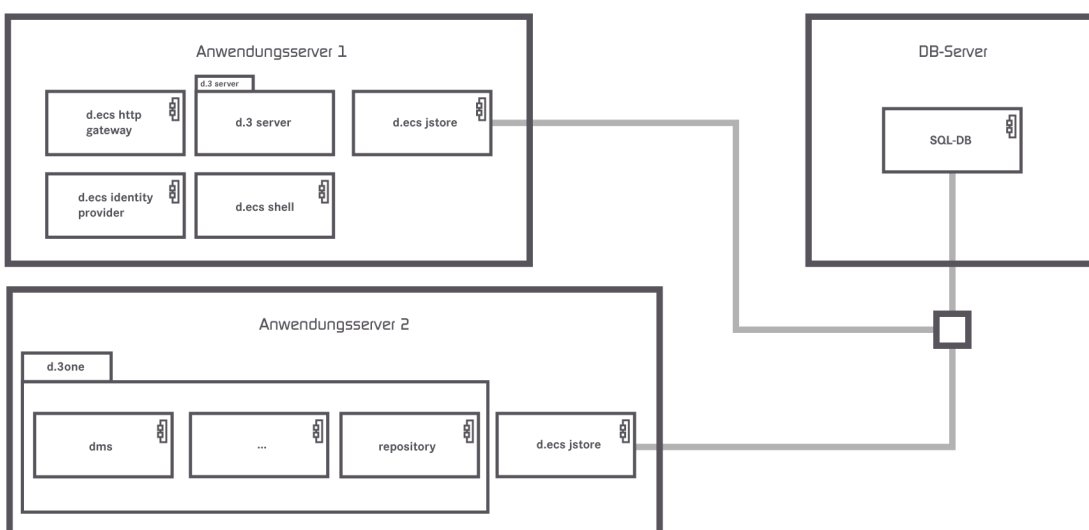 Anwendungsserver 1
d.ecs http
gateway
d.3 server
d.3 server
d.ecs jstore
d.ecs identity
provider
d.ecs shell
DB-Server
SQL-DB
Anwendungsserver 2
d.3one
dms
...
repository
d.ecs jstore